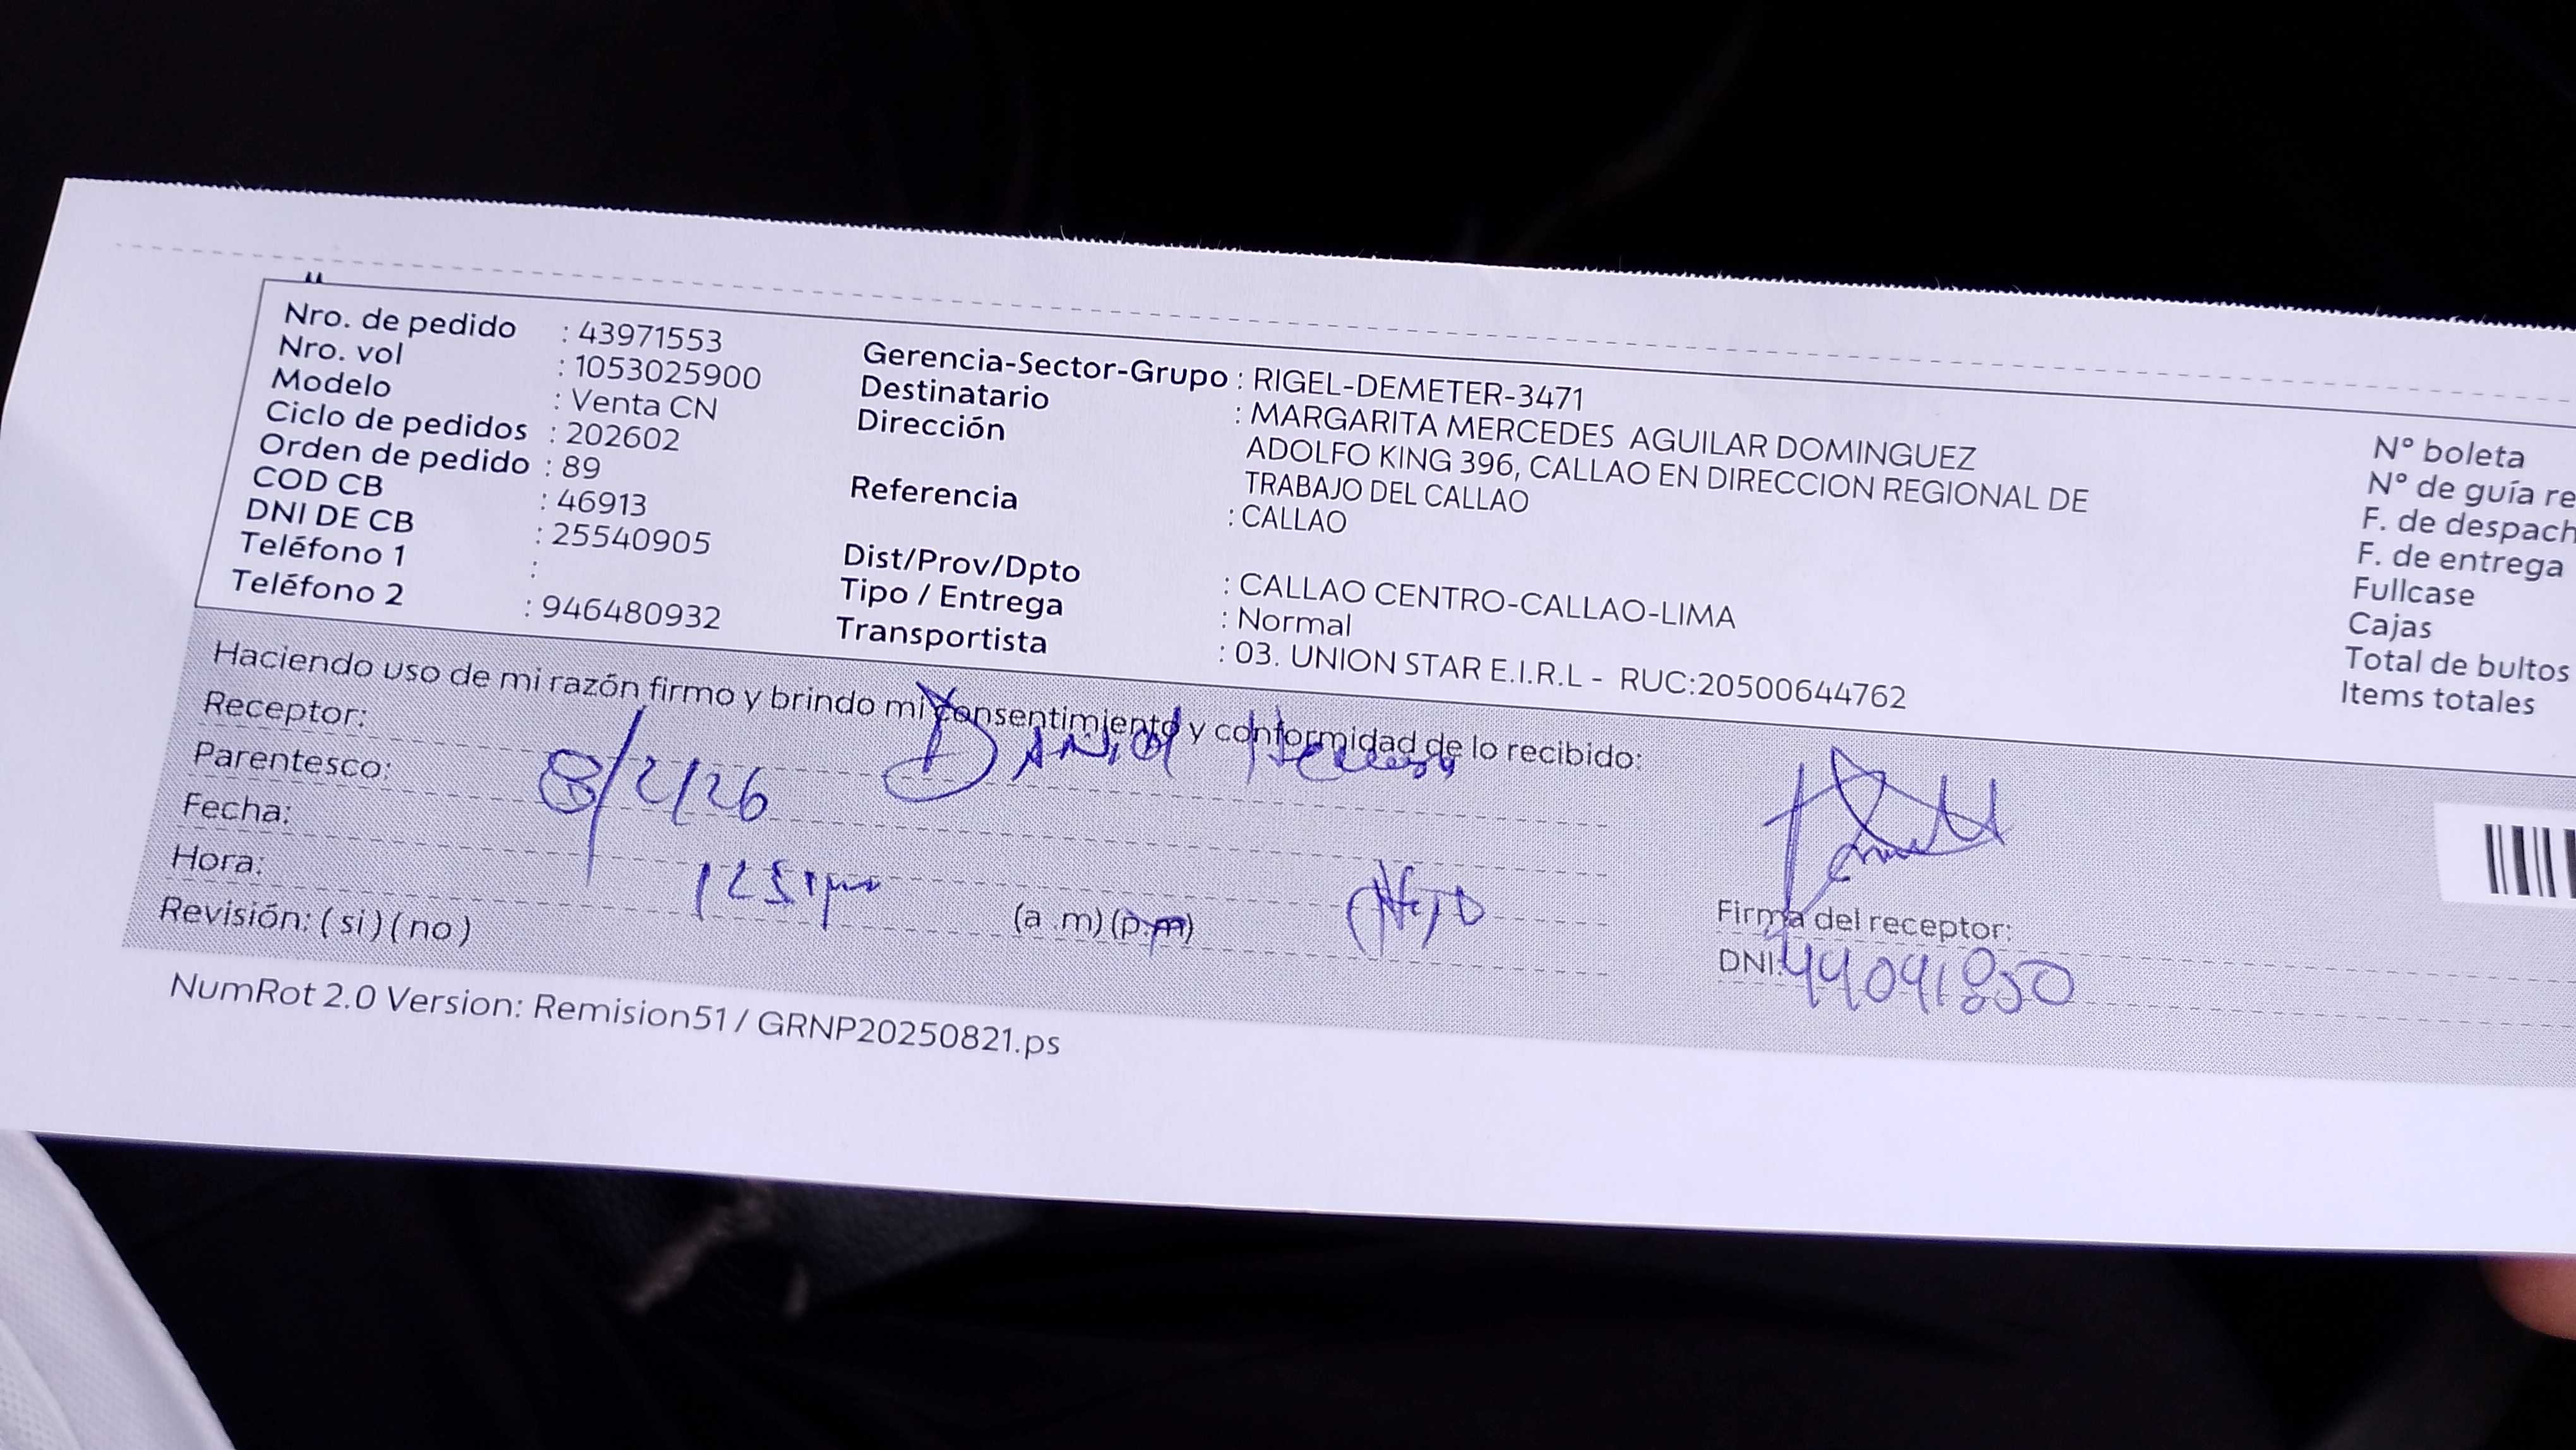 Nro. de pedido : 43971553
Nro. vol : 1053025900
Modelo : Venta CN
Ciclo de pedidos : 202602
Orden de pedido : 89
COD CB : 46913
DNI DE CB : 25540905
Teléfono 1 :
Teléfono 2 : 946480932
Gerencia-Sector-Grupo : RIGEL-DEMETER-3471
Destinatario : MARGARITA MERCEDES AGUILAR DOMINGUEZ
Dirección ADOLFO KING 396, CALLAO EN DIRECCION REGIONAL DE
TRABAJO DEL CALLAO
Referencia : CALLAO
Dist/Prov/Dpto : CALLAO CENTRO-CALLAO-LIMA
Tipo / Entrega : Normal
Transportista : 03. UNION STAR E.I.R.L - RUC:20500644762
N° boleta
N° de guía re
F. de despach
F. de entrega
Fullcase
Cajas
Total de bultos
Items totales
Haciendo uso de mi razón firmo y brindo mi consentimiento y conformidad de lo recibido:
Receptor:
Parentesco:
Fecha: 8/2/26
Hora: 1251pm (a .m) (p.m)
Revisión: ( si ) ( no )
Firma del receptor:
DNI: 44041850
NumRot 2.0 Version: Remision51 / GRNP20250821.ps